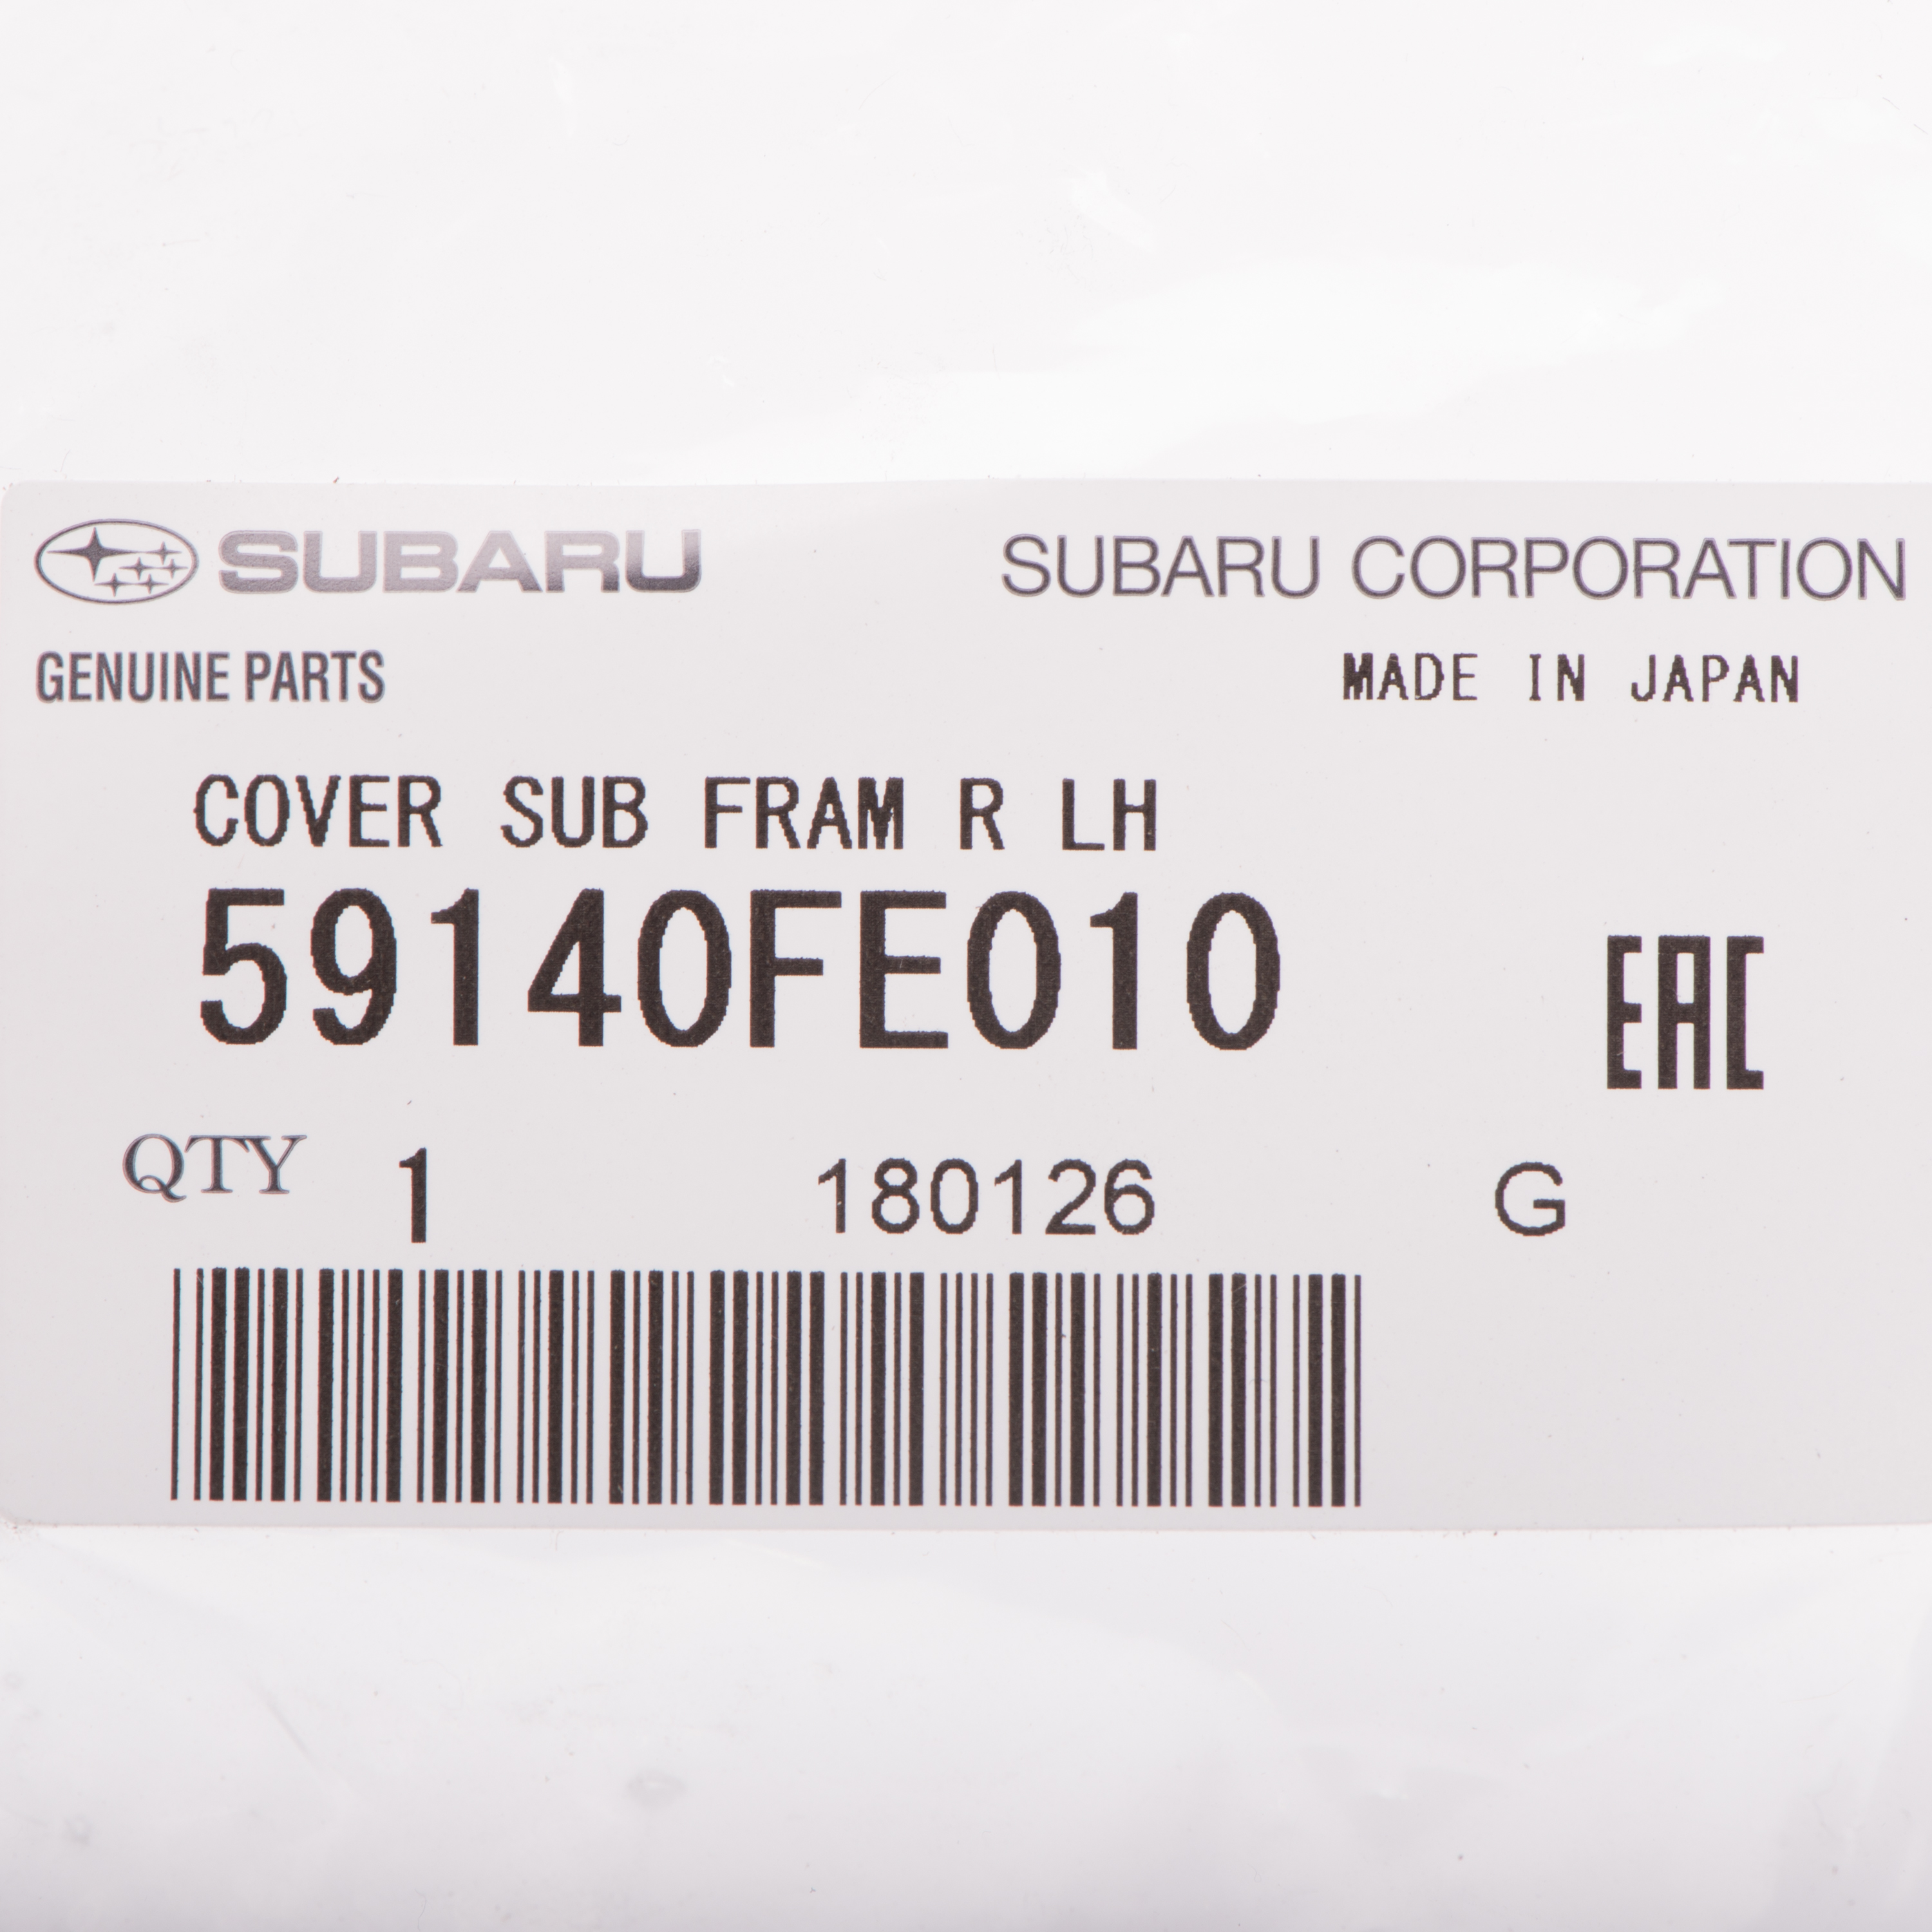 SUBARU SUBARU CORPORATION
GENUINE PARTS MADE IN JAPAN
COVER SUB FRAM R LH
59140FE010
EAC
QTY 1 180126 G